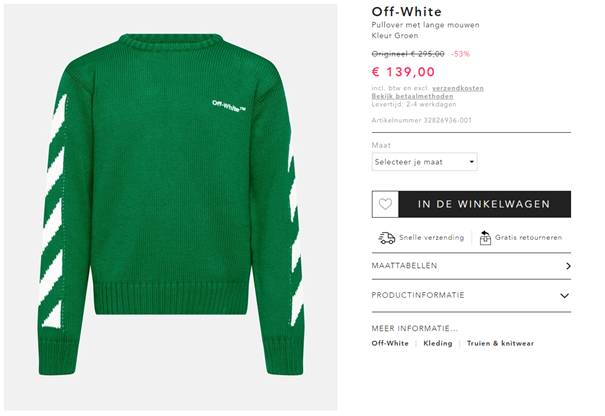 Off-White™
Off-White
Pullover met lange mouwen
Kleur Groen
Origineel € 295,00 -53%
€ 139,00
incl. btw en excl. verzendkosten
Bekijk betaalmethoden
Levertijd: 2-4 werkdagen
Artikelnummer 32826936-001
Maat
Selecteer je maat
IN DE WINKELWAGEN
Snelle verzending
Gratis retourneren
MAATTABELLEN
PRODUCTINFORMATIE
MEER INFORMATIE...
Off-White | Kleding | Truien & knitwear